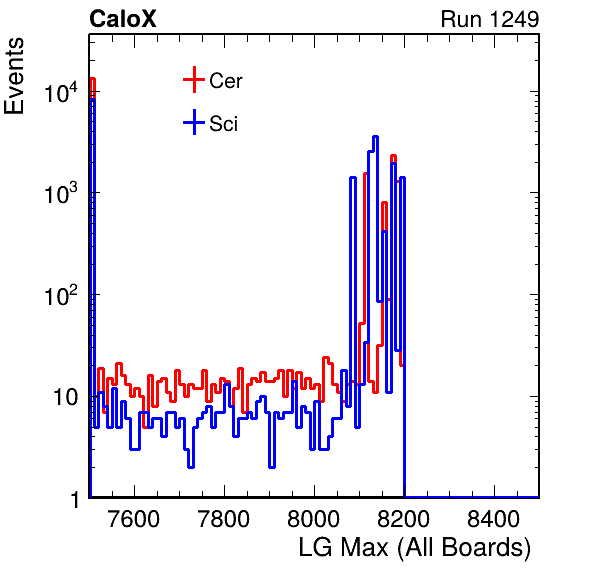 CaloX Run 1249
Events
Cer
Sci
10⁴
10³
10²
10
1
7600 7800 8000 8200 8400
LG Max (All Boards)